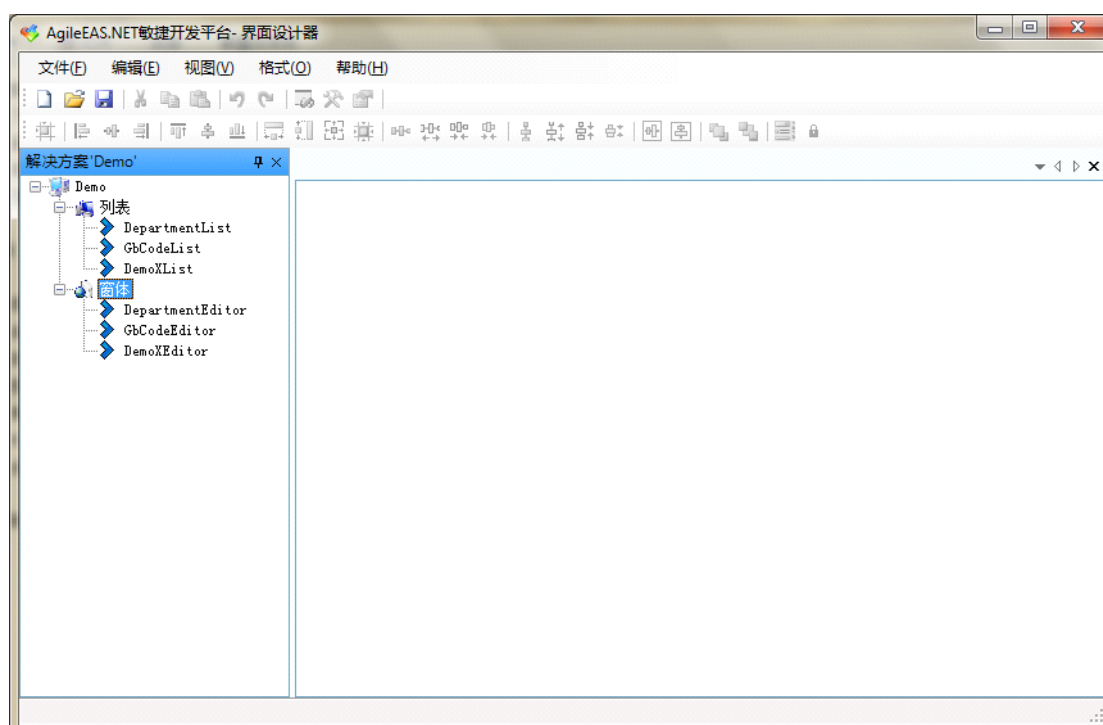 AgileEAS.NET敏捷开发平台- 界面设计器
文件(F) 编辑(E) 视图(V) 格式(O) 帮助(H)
解决方案'Demo'
Demo
列表
DepartmentList
GbCodeList
DemoXList
窗体
DepartmentEditor
GbCodeEditor
DemoXEditor